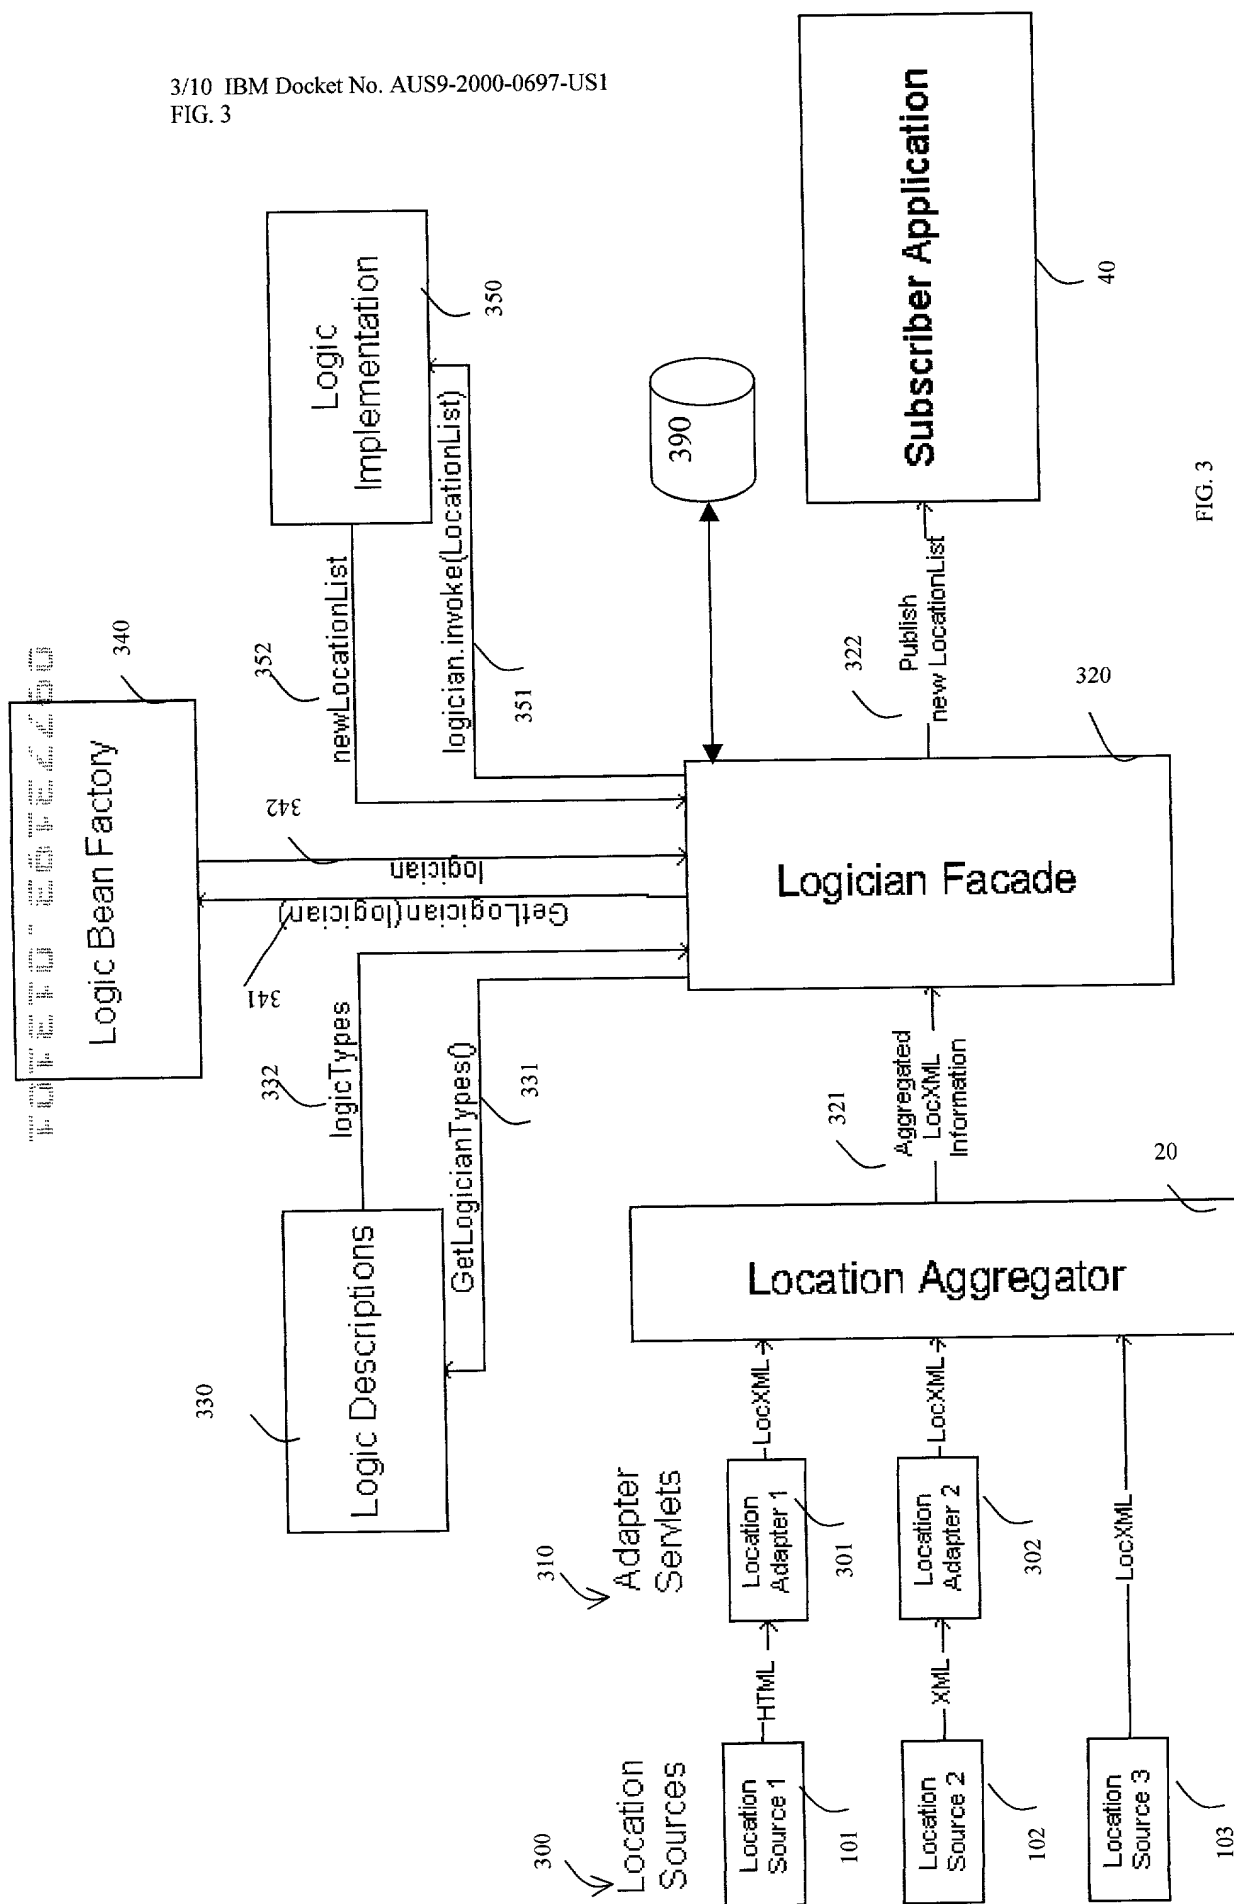 3/10 IBM Docket No. AUS9-2000-0697-US1
FIG. 3
Logic Bean Factory
340
Logic
Implementation
350
newLocationList
352
logician.invoke(LocationList)
351
logician
342
GetLogician(logician)
341
logicTypes
332
GetLogicianTypes()
331
Logic Descriptions
330
390
Subscriber Application
40
Publish
new LocationList
322
Logician Facade
320
Aggregated
LocXML
Information
321
Location Aggregator
20
Adapter
Servlets
310
LocXML
Location
Adapter 1
301
LocXML
Location
Adapter 2
302
LocXML
HTML
XML
Location
Sources
300
Location
Source 1
101
Location
Source 2
102
Location
Source 3
103
FIG. 3